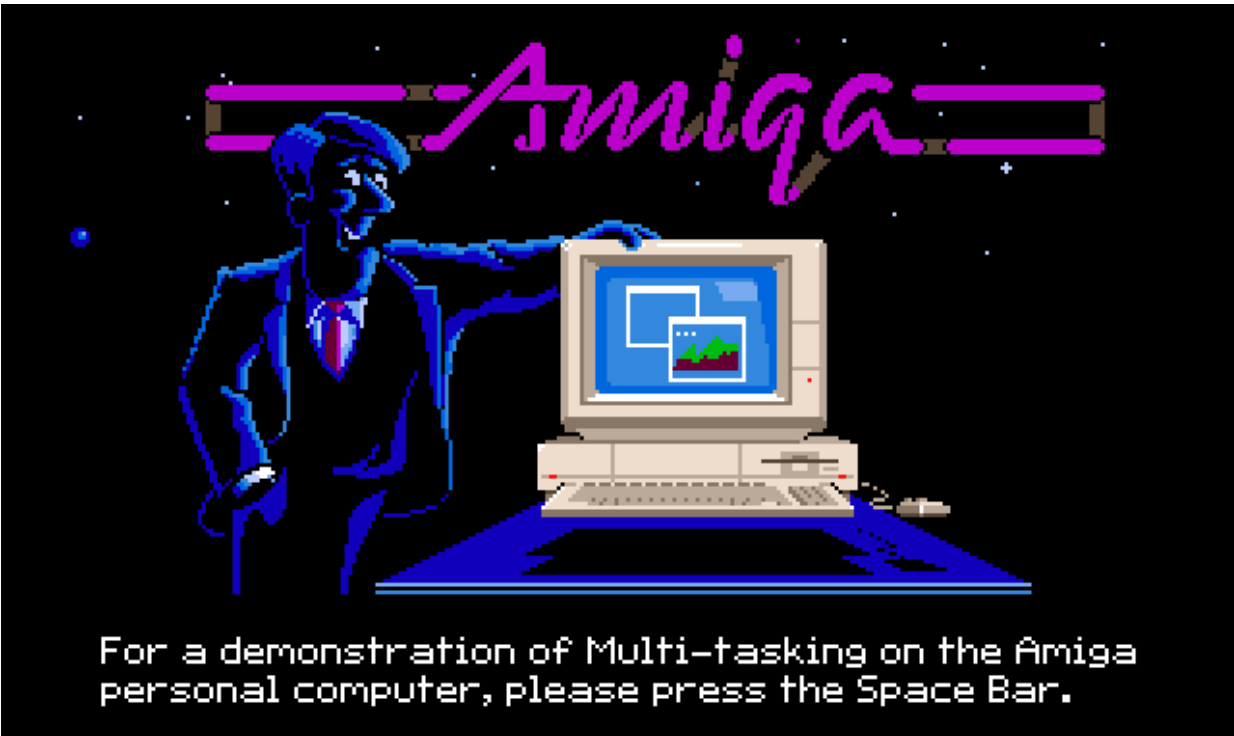 Amiga
For a demonstration of Multi-tasking on the Amiga
personal computer, please press the Space Bar.